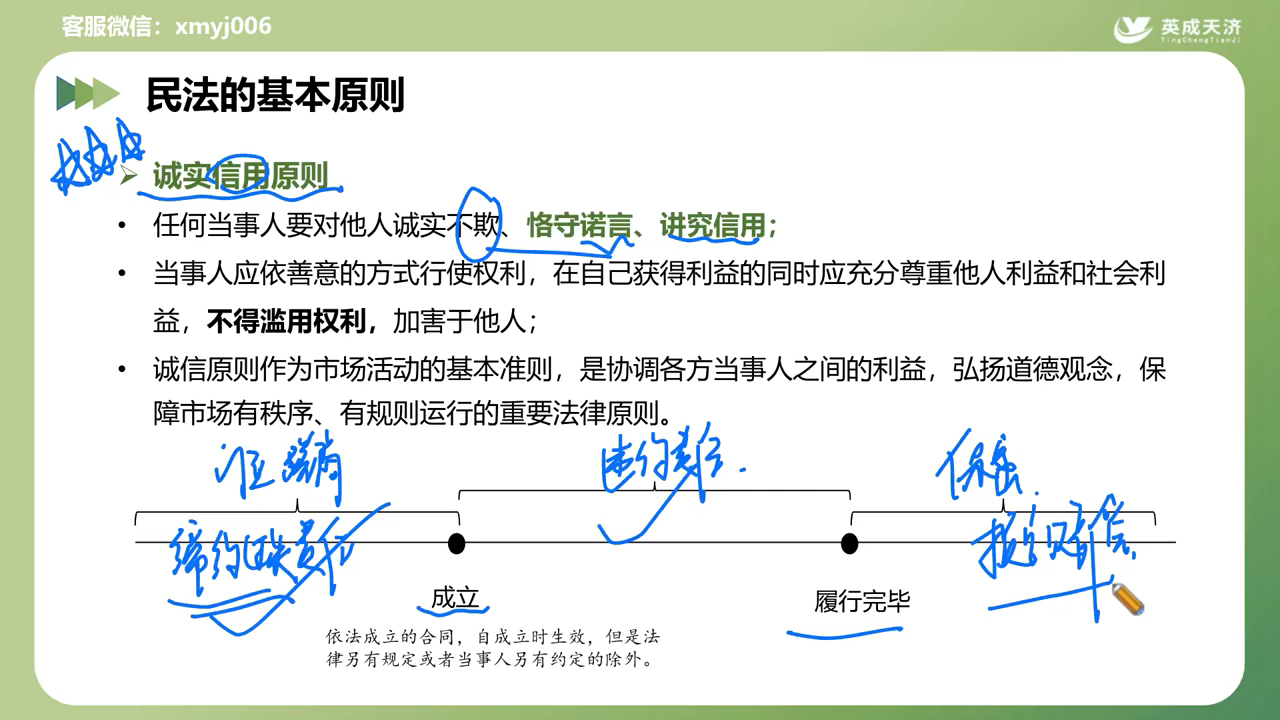 客服微信：xmyj006
英成天济
YingChengTianJi
民法的基本原则
诚实信用原则
• 任何当事人要对他人诚实不欺、恪守诺言、讲究信用；
• 当事人应依善意的方式行使权利，在自己获得利益的同时应充分尊重他人利益和社会利
益，不得滥用权利，加害于他人；
• 诚信原则作为市场活动的基本准则，是协调各方当事人之间的利益，弘扬道德观念，保
障市场有秩序、有规则运行的重要法律原则。
违约责任
保密
缔约过失责任
成立
履行完毕
依法成立的合同，自成立时生效，但是法
律另有规定或者当事人另有约定的除外。